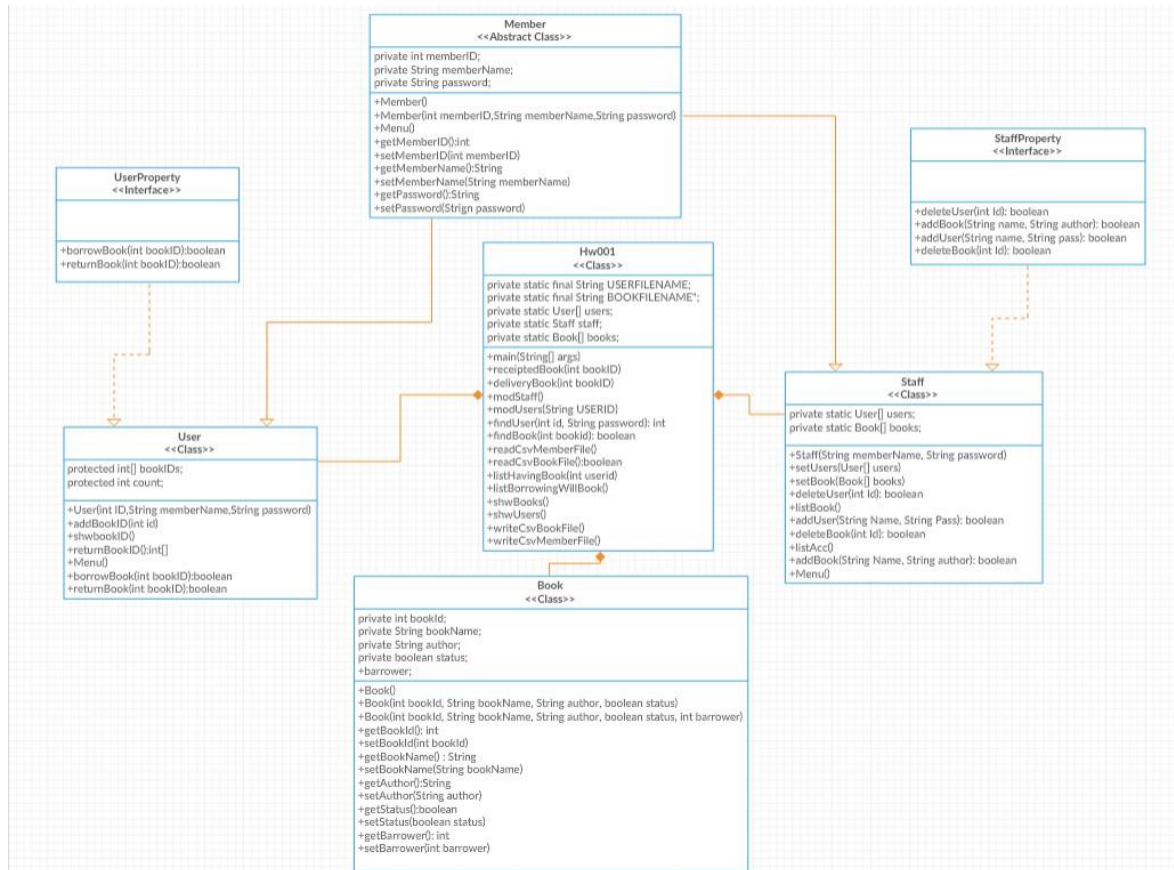 Member
<<Abstract Class>>
private int memberID;
private String memberName;
private String password;
+Member()
+Member(int memberID,String memberName,String password)
+Menu()
+getMemberID():int
+setMemberID(int memberID)
+getMemberName():String
+setMemberName(String memberName)
+getPassword():String
+setPassword(Strign password)
UserProperty
<<Interface>>
+borrowBook(int bookID):boolean
+returnBook(int bookID):boolean
StaffProperty
<<Interface>>
+deleteUser(int Id): boolean
+addBook(String name, String author): boolean
+addUser(String name, String pass): boolean
+deleteBook(int Id): boolean
Hw001
<<Class>>
private static final String USERFILENAME;
private static final String BOOKFILENAME";
private static User[] users;
private static Staff staff;
private static Book[] books;
+main(String[] args)
+receiptedBook(int bookID)
+deliveryBook(int bookID)
+modStaff()
+modUsers(String USERID)
+findUser(int id, String password): int
+findBook(int bookid): boolean
+readCsvMemberFile()
+readCsvBookFile():boolean
+listHavingBook(int userid)
+listBorrowingWillBook()
+shwBooks()
+shwUsers()
+writeCsvBookFile()
+writeCsvMemberFile()
User
<<Class>>
protected int[] bookIDs;
protected int count;
+User(int ID,String memberName,String password)
+addBookID(int id)
+shwbookID()
+returnBookID():int[]
+Menu()
+borrowBook(int bookID):boolean
+returnBook(int bookID):boolean
Staff
<<Class>>
private static User[] users;
private static Book[] books;
+Staff(String memberName, String password)
+setUsers(User[] users)
+setBook(Book[] books)
+deleteUser(int Id): boolean
+listBook()
+addUser(String Name, String Pass): boolean
+deleteBook(int Id): boolean
+listAcc()
+addBook(String Name, String author): boolean
+Menu()
Book
<<Class>>
private int bookId;
private String bookName;
private String author;
private boolean status;
+barrower;
+Book()
+Book(int bookId, String bookName, String author, boolean status)
+Book(int bookId, String bookName, String author, boolean status, int barrower)
+getBookId(): int
+setBookId(int bookId)
+getBookName() : String
+setBookName(String bookName)
+getAuthor():String
+setAuthor(String author)
+getStatus():boolean
+setStatus(boolean status)
+getBarrower(): int
+setBarrower(int barrower)